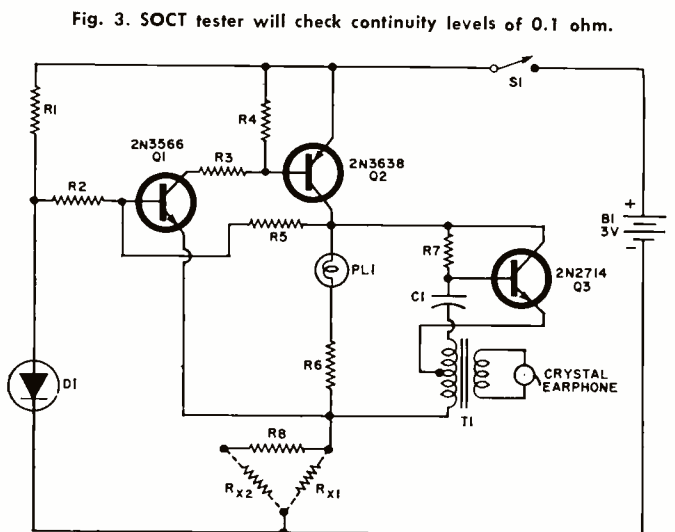 Fig. 3. SOCT tester will check continuity levels of 0.1 ohm.
S1
R1
R4
2N3566
Q1
R3
2N3638
Q2
R2
R5
B1
3V
+
−
R7
PL1
2N2714
Q3
C1
R6
D1
CRYSTAL
EARPHONE
T1
R8
RX2
RX1